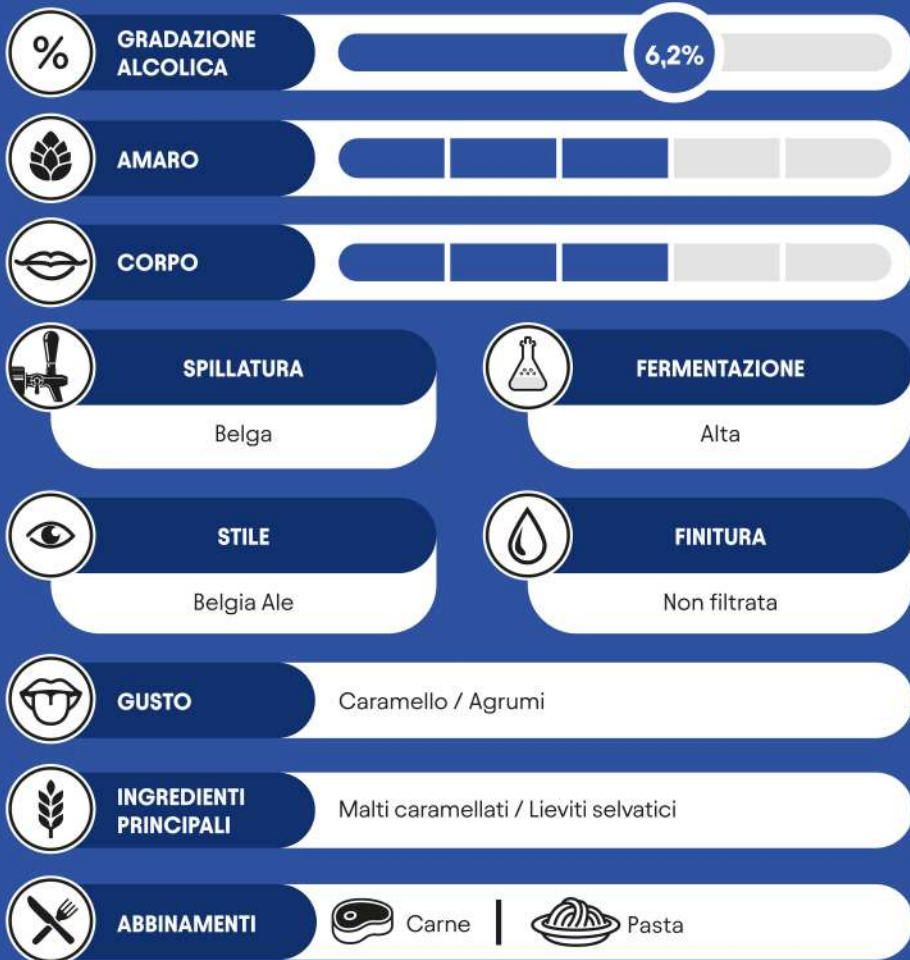 %
GRADAZIONE
ALCOLICA
6,2%
AMARO
CORPO
SPILLATURA
Belga
FERMENTAZIONE
Alta
STILE
Belgia Ale
FINITURA
Non filtrata
GUSTO
Caramello / Agrumi
INGREDIENTI
PRINCIPALI
Malti caramellati / Lieviti selvatici
ABBINAMENTI
Carne
Pasta